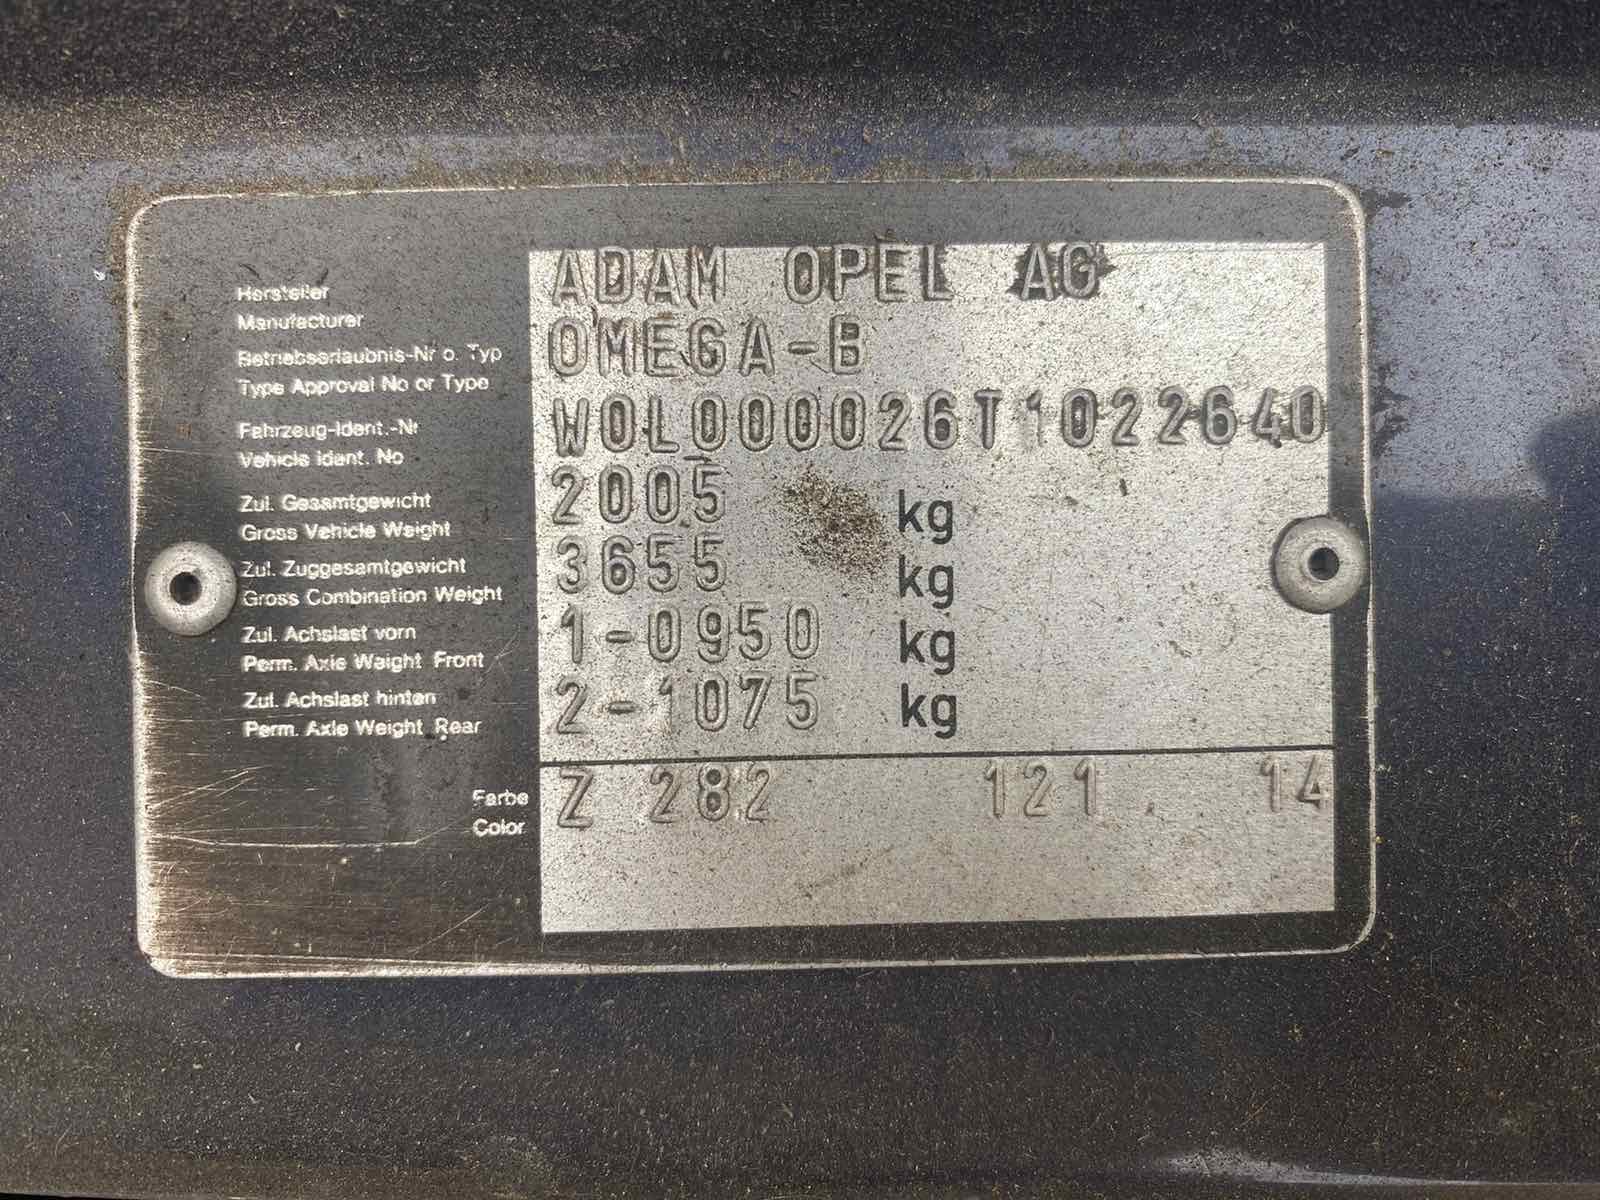 Hersteller
Manufacturer
ADAM OPEL AG
Betriebserlaubnis-Nr o. Typ
Type Approval No or Type
OMEGA-B
Fahrzeug-Ident.-Nr
Vehicle Ident. No
W0L000026T1022640
Zul. Gesamtgewicht
Gross Vehicle Weight
2005 kg
Zul. Zuggesamtgewicht
Gross Combination Weight
3655 kg
Zul. Achslast vorn
Perm. Axle Weight Front
1-0950 kg
Zul. Achslast hinten
Perm. Axle Weight Rear
2-1075 kg
Farbe
Color
Z 282 121 14